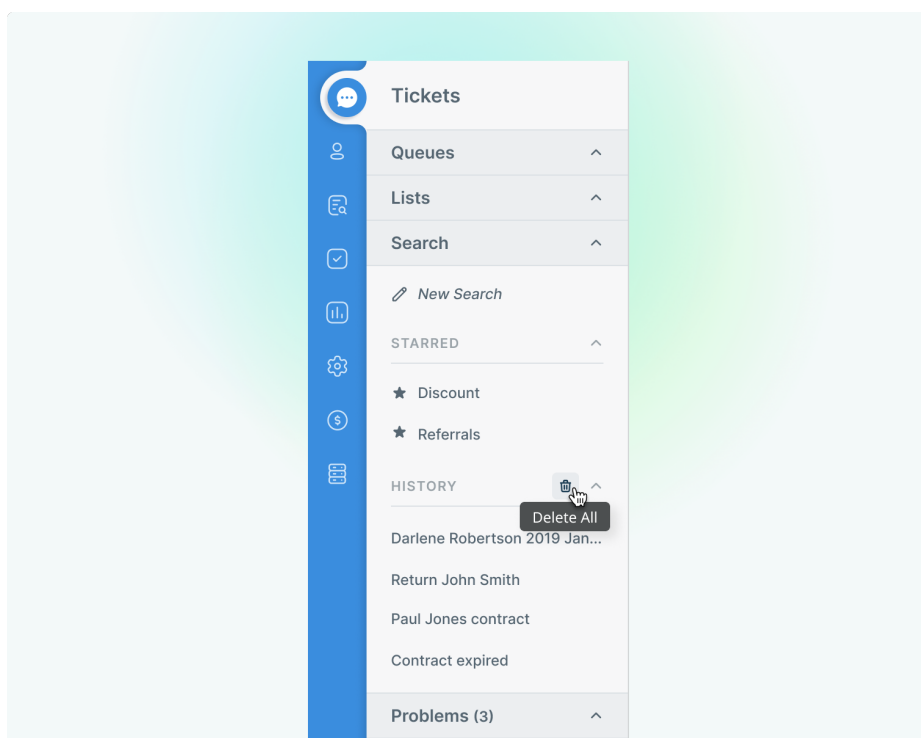 Tickets
Queues
Lists
Search
New Search
STARRED
Discount
Referrals
HISTORY
Delete All
Darlene Robertson 2019 Jan...
Return John Smith
Paul Jones contract
Contract expired
Problems (3)